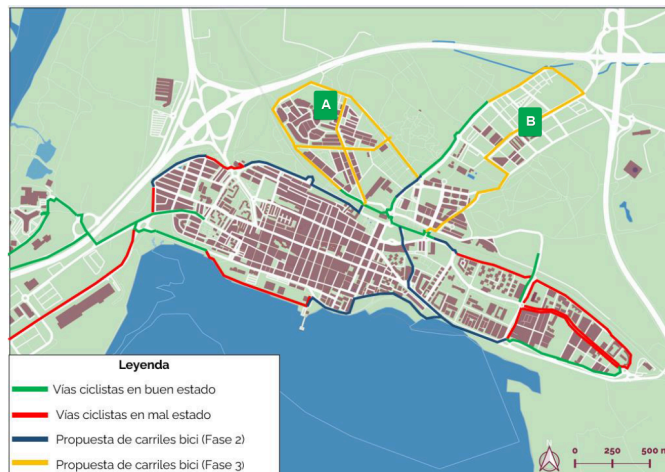 A
B
Leyenda
Vías ciclistas en buen estado
Vías ciclistas en mal estado
Propuesta de carriles bici (Fase 2)
Propuesta de carriles bici (Fase 3)
0 250 500 m